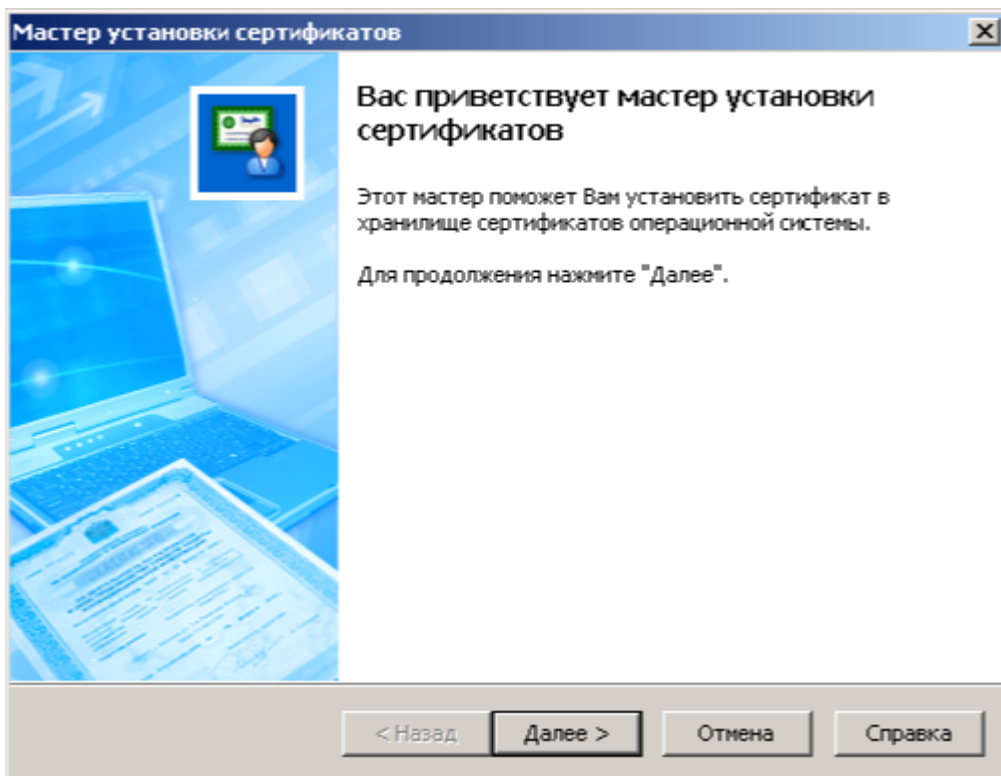 Мастер установки сертификатов
Вас приветствует мастер установки
сертификатов
Этот мастер поможет Вам установить сертификат в
хранилище сертификатов операционной системы.
Для продолжения нажмите "Далее".
< Назад
Далее >
Отмена
Справка